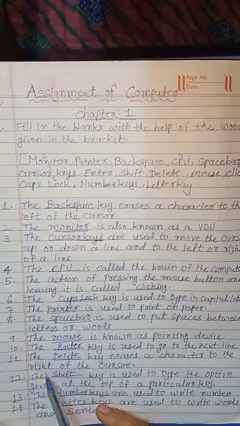 Page No.
Date
Assignment of Computer
Chapter: 1
Fill in the blanks with the help of the words
given in the brackets
Monitor, Printer, Backspace, CPU, Spacebar
Cursor keys, Enter, Shift, Delete, mouse, clic
Caps Lock, Number keys, Letter key
1. The Backspace key erases a character to the
left of the cursor
2. The monitor is also known as a VDU
3. The Cursor keys are used to move the Curs
up or down a line and to the left or righ
of a line
4. The CPU is called the brain of the Compute
5. The action of Pressing the mouse button and
leaving it is called clicking.
6. The Caps Lock key is used to type in Capital lett
7. The Printer is used to print on paper
8. The spacebar is used to put spaces between
letters or words
9. The mouse is known as pointing device
10. The Enter key is used to go to the next line
11. The Delete key erases a character to the
right of the cursor.
12. The Shift key is used to type the option
at the top of a particular key
13. The Number keys are used to write number
14. The keys are used to write words
and